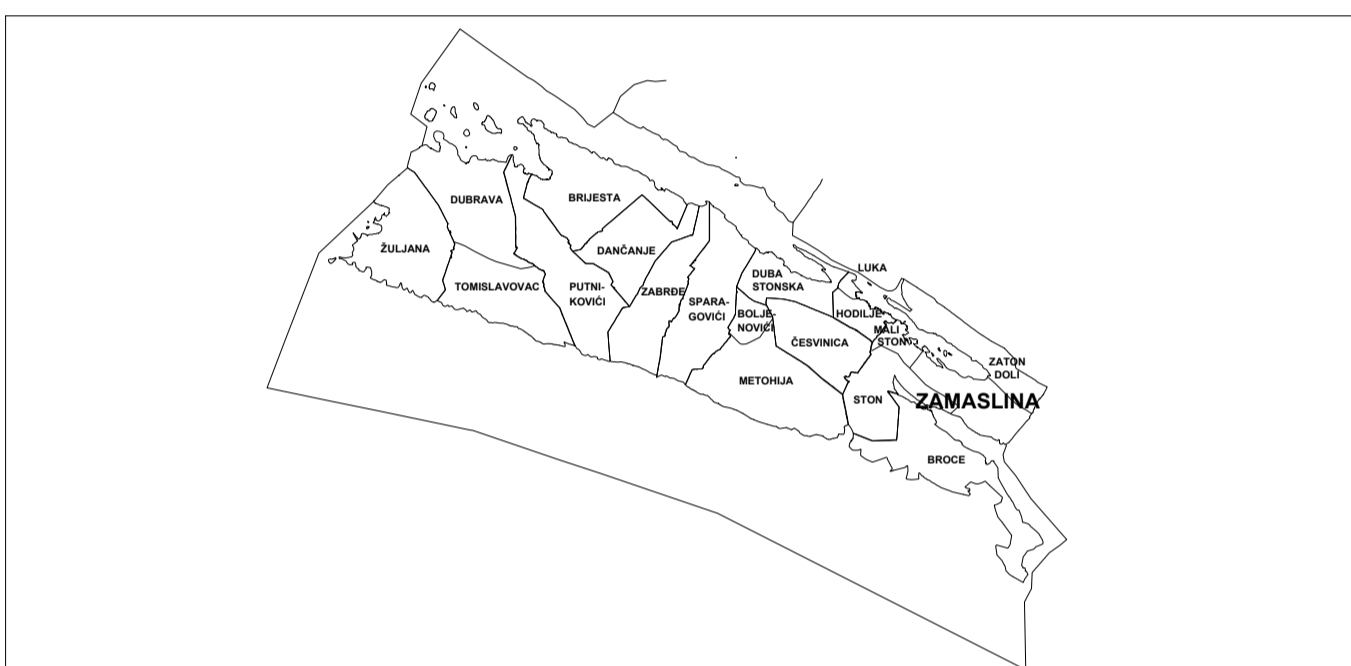 DUBRAVA
BRIJESTA
ŽULJANA
DANČANJE
TOMISLAVOVAC
PUTNI-
KOVIĆI
ZABRĐE
SPARA-
GOVIĆI
DUBA
STONSKA
LUKA
BOLJE-
NOVIĆI
HODILJE
MALI
STON
ČESVINICA
ZATON
DOLI
METOHIJA
STON
ZAMASLINA
BROCE